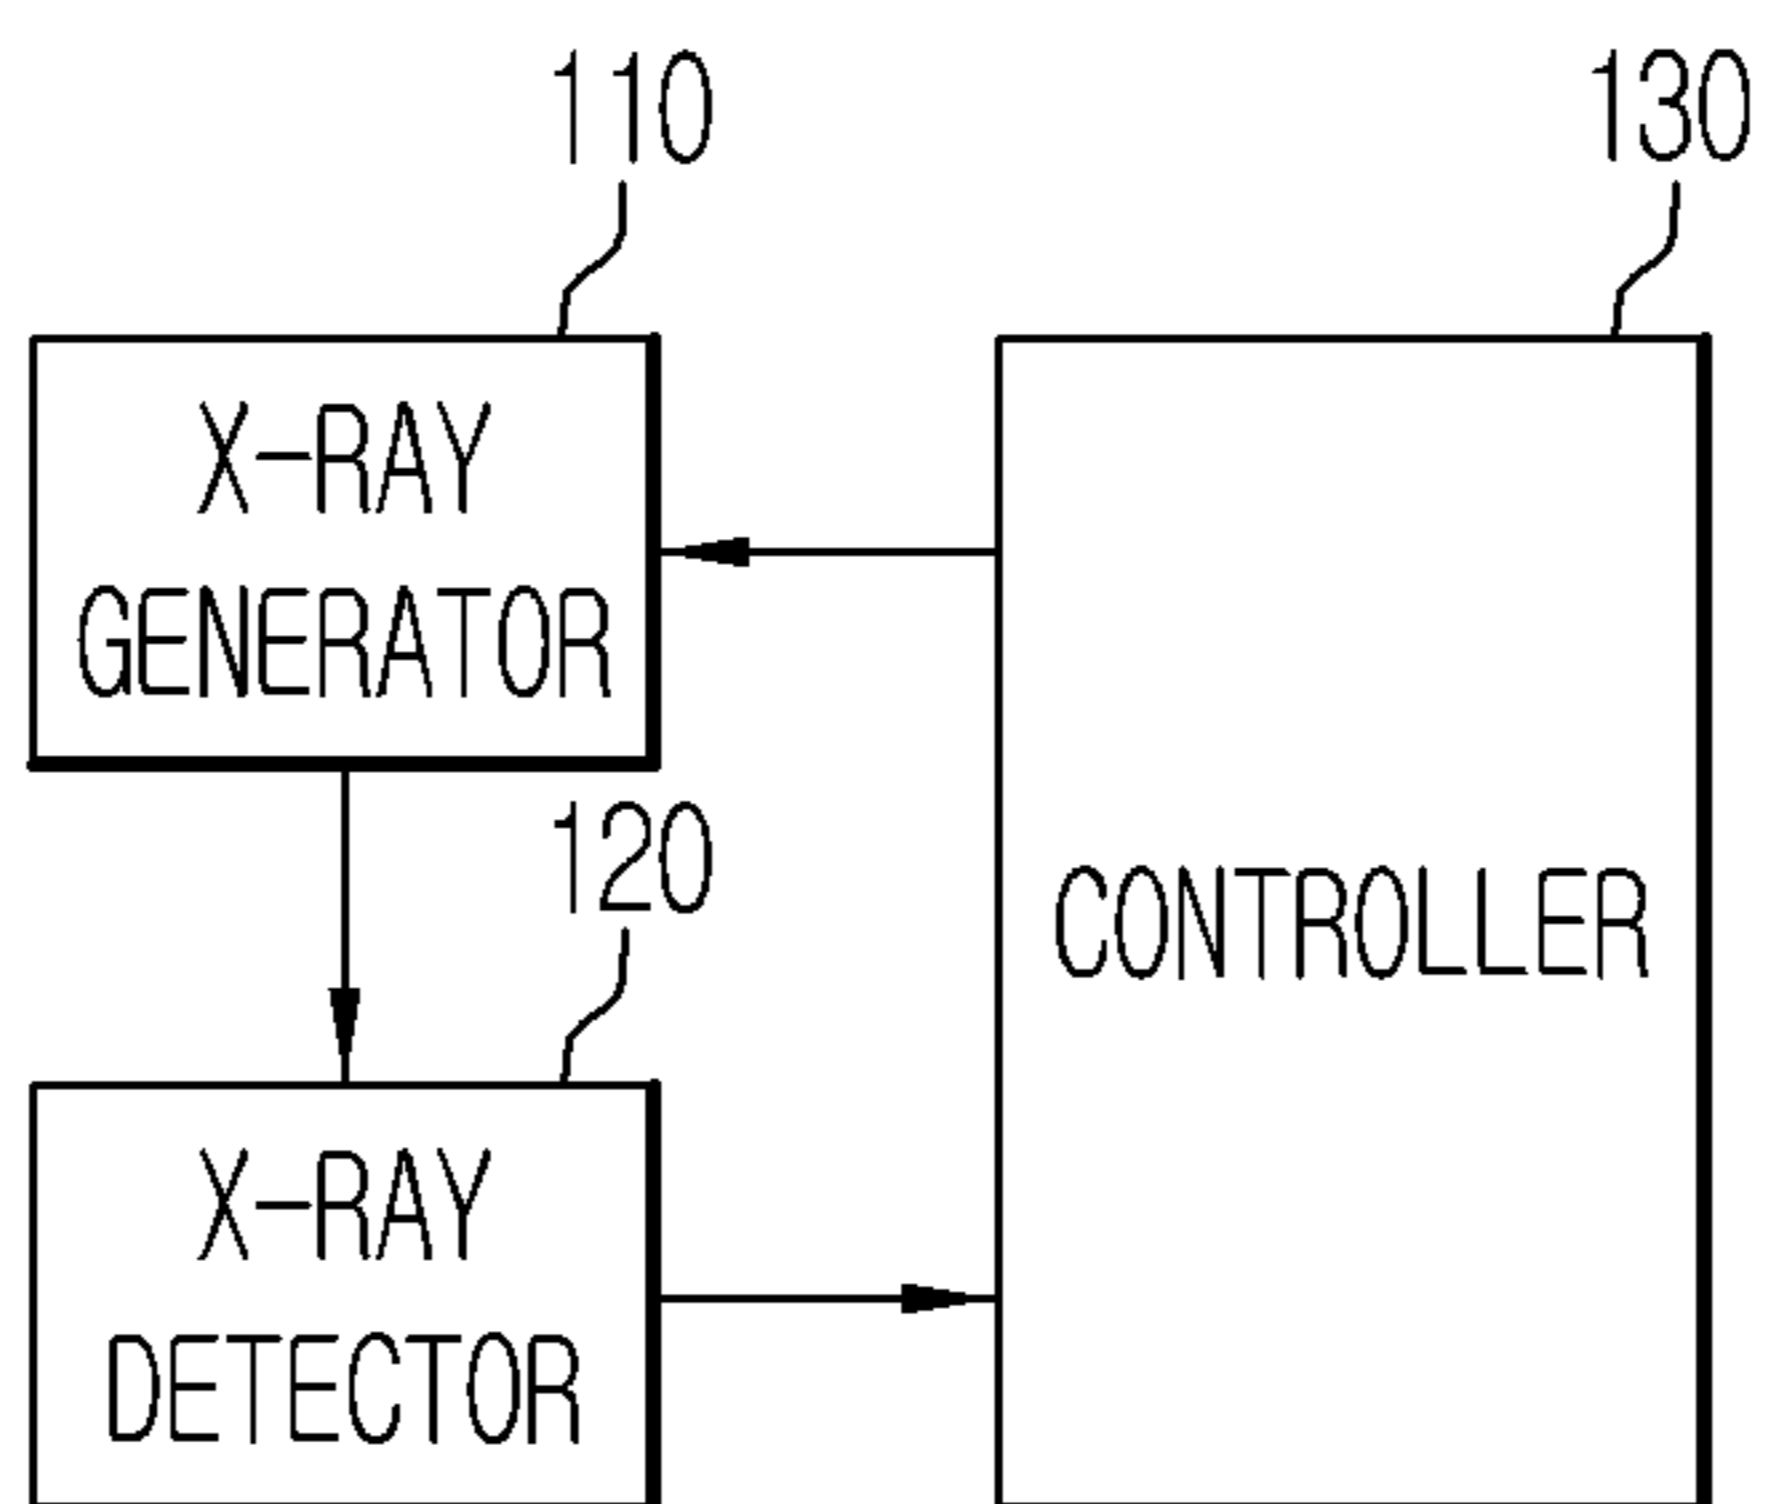 110
130
X-RAY
GENERATOR
120
CONTROLLER
X-RAY
DETECTOR